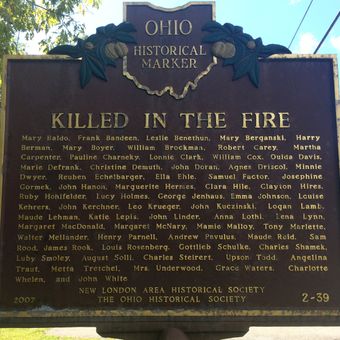 OHIO
HISTORICAL
MARKER
KILLED IN THE FIRE
Mary Baldo, Frank Bandeen, Leslie Benethun, Mary Berganski, Harry
Berman, Mary Boyer, William Brockman, Robert Carey, Martha
Carpenter, Pauline Charneky, Lonnie Clark, William Cox, Ouida Davis,
Marie DeFrank, Christine Demuth, John Doran, Agnes Driscol, Minnie
Dwyer, Reuben Echelbarger, Ella Ehle, Samuel Factor, Josephine
Gormek, John Hanon, Marguerite Hermes, Clara Hile, Clayton Hires,
Ruby Hohlfelder, Lucy Holmes, George Jenhaus, Emma Johnson, Louise
Kehrers, John Kerchner, Leo Krueger, John Kuczinski, Logan Lamb,
Maude Lehman, Katie Lepis, John Linder, Anna Lothi, Lena Lynn,
Margaret MacDonald, Margaret McNary, Mamie Malloy, Tony Marlette,
Walter Mellander, Henry Parnell, Andrew Phyulus, Maude Reid, Sam
Rood, James Rook, Louis Rosenberg, Gottlieb Schulke, Charles Shamek,
Luby Smoley, August Solli, Charles Steirert, Upson Todd, Angelina
Traut, Metta Tretchel, Mrs. Underwood, Grace Waters, Charlotte
Whelen, and John White
NEW LONDON AREA HISTORICAL SOCIETY
2007 THE OHIO HISTORICAL SOCIETY 2-39